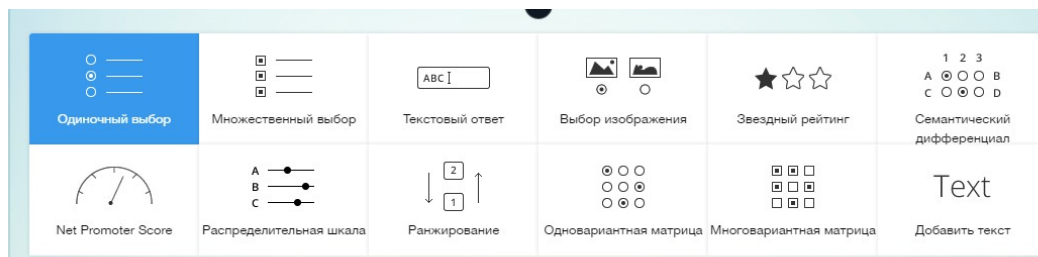 1 2 3
A B
C D
ABC
Одиночный выбор
Множественный выбор
Текстовый ответ
Выбор изображения
Звездный рейтинг
Семантический
дифференциал
A
B
C
2
1
Text
Net Promoter Score
Распределительная шкала
Ранжирование
Одновариантная матрица
Многовариантная матрица
Добавить текст